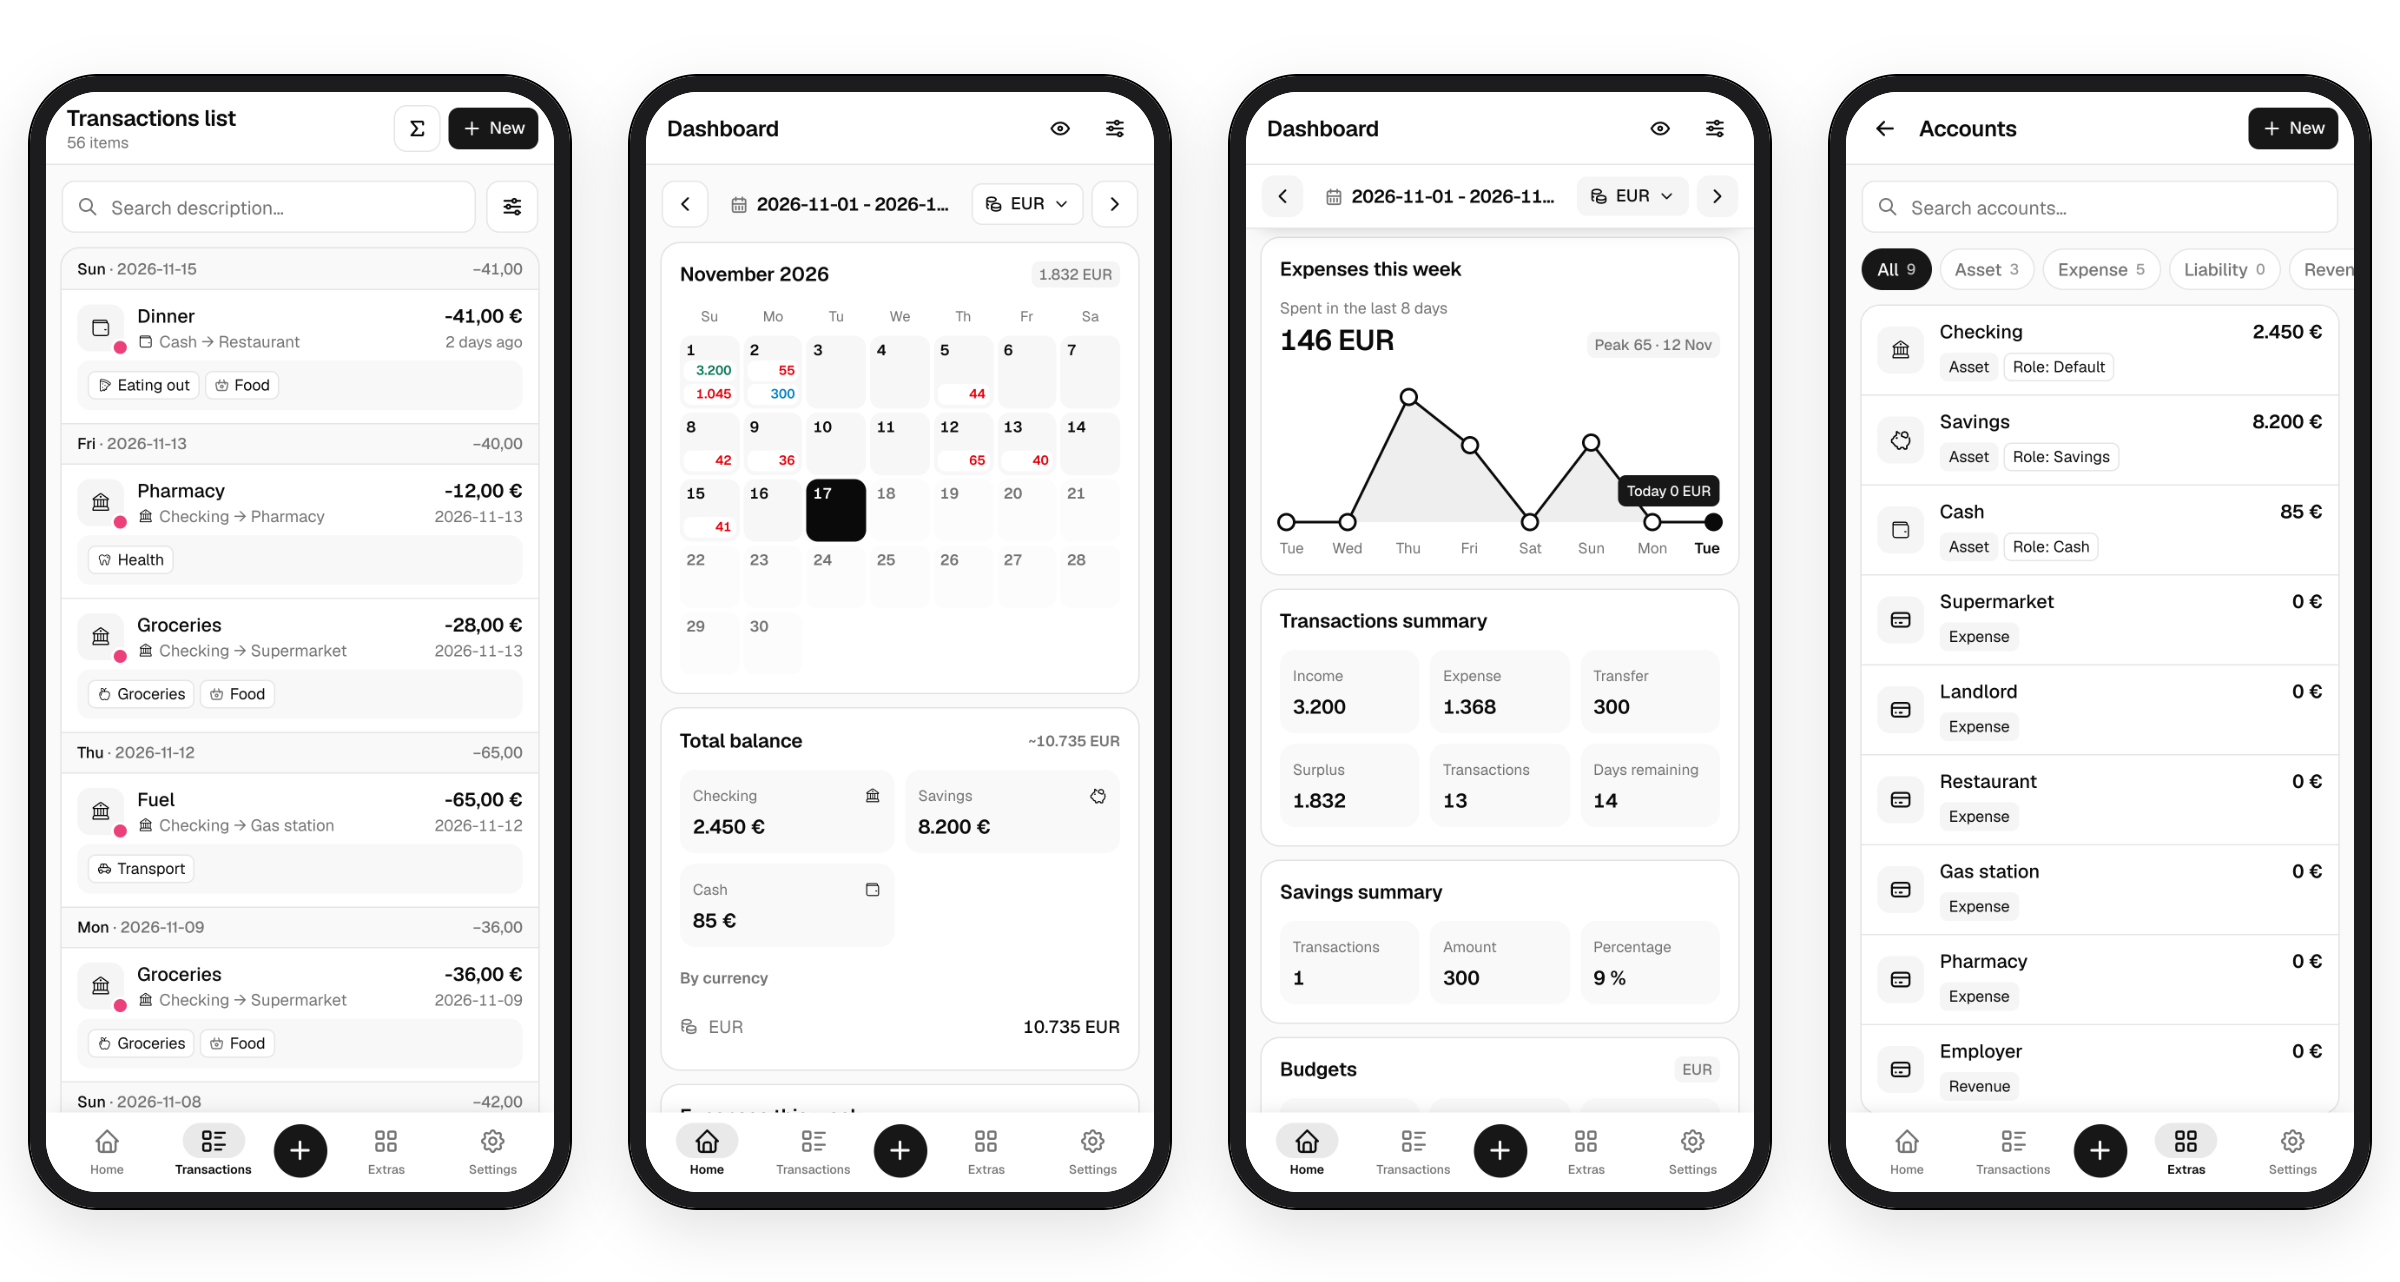 Transactions list
56 items
Σ
+ New
Search description...
Sun · 2026-11-15 −41,00
Dinner -41,00 €
Cash → Restaurant 2 days ago
Eating out Food
Fri · 2026-11-13 −40,00
Pharmacy -12,00 €
Checking → Pharmacy 2026-11-13
Health
Groceries -28,00 €
Checking → Supermarket 2026-11-13
Groceries Food
Thu · 2026-11-12 −65,00
Fuel -65,00 €
Checking → Gas station 2026-11-12
Transport
Mon · 2026-11-09 −36,00
Groceries -36,00 €
Checking → Supermarket 2026-11-09
Groceries Food
Sun · 2026-11-08 −42,00
Home Transactions + Extras Settings
Dashboard
2026-11-01 - 2026-1... EUR
November 2026 1.832 EUR
Su Mo Tu We Th Fr Sa
1 2 3 4 5 6 7
3.200 55
1.045 300 44
8 9 10 11 12 13 14
42 36 65 40
15 16 17 18 19 20 21
41
22 23 24 25 26 27 28
29 30
Total balance ~10.735 EUR
Checking Savings
2.450 € 8.200 €
Cash
85 €
By currency
EUR 10.735 EUR
Home Transactions + Extras Settings
Dashboard
2026-11-01 - 2026-11... EUR
Expenses this week
Spent in the last 8 days
146 EUR Peak 65 · 12 Nov
Today 0 EUR
Tue Wed Thu Fri Sat Sun Mon Tue
Transactions summary
Income Expense Transfer
3.200 1.368 300
Surplus Transactions Days remaining
1.832 13 14
Savings summary
Transactions Amount Percentage
1 300 9 %
Budgets EUR
Home Transactions + Extras Settings
Accounts + New
Search accounts...
All 9 Asset 3 Expense 5 Liability 0 Reven
Checking 2.450 €
Asset Role: Default
Savings 8.200 €
Asset Role: Savings
Cash 85 €
Asset Role: Cash
Supermarket 0 €
Expense
Landlord 0 €
Expense
Restaurant 0 €
Expense
Gas station 0 €
Expense
Pharmacy 0 €
Expense
Employer 0 €
Revenue
Home Transactions + Extras Settings